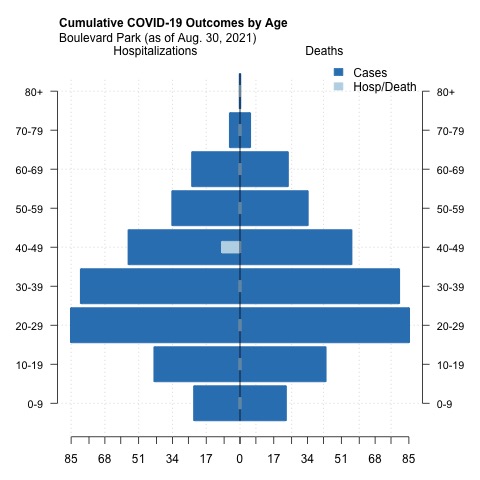 Cumulative COVID-19 Outcomes by Age
Boulevard Park (as of Aug. 30, 2021)
Hospitalizations Deaths
Cases
Hosp/Death
80+ 80+
70-79 70-79
60-69 60-69
50-59 50-59
40-49 40-49
30-39 30-39
20-29 20-29
10-19 10-19
0-9 0-9
85 68 51 34 17 0 17 34 51 68 85